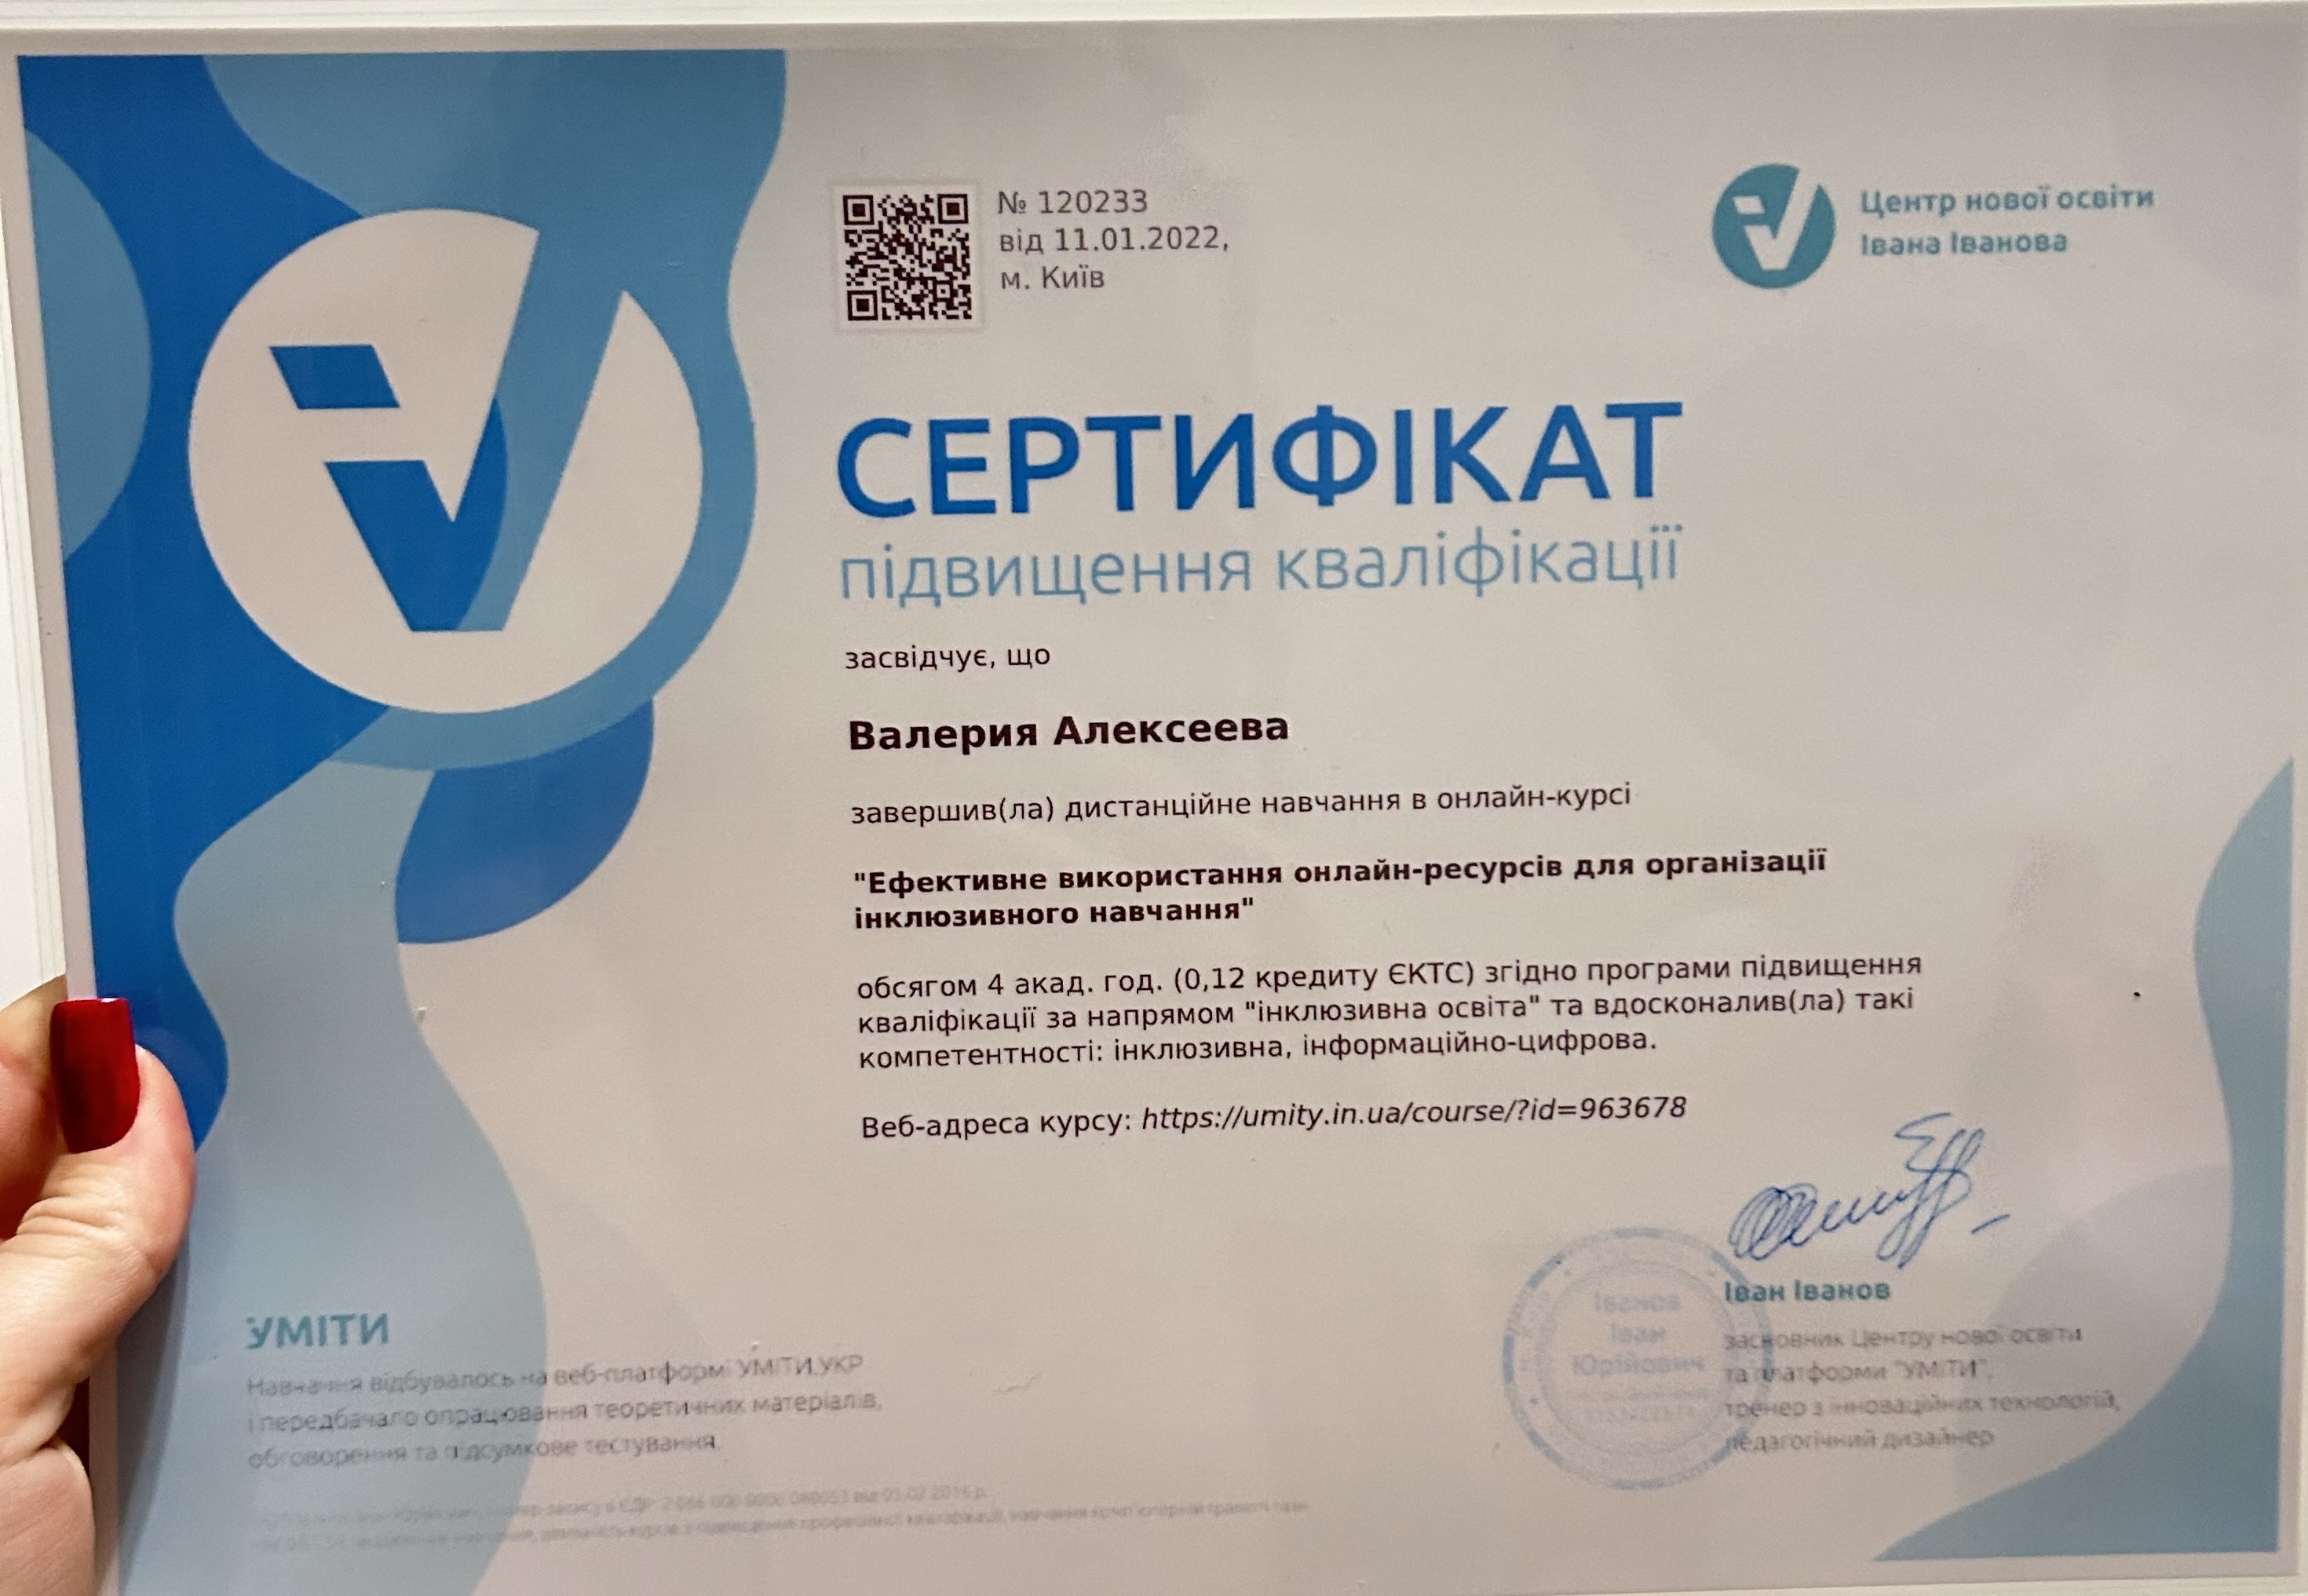 № 120233
від 11.01.2022,
м. Київ
Центр нової освіти
Івана Іванова
СЕРТИФІКАТ
підвищення кваліфікації
засвідчує, що
Валерия Алексеева
завершив(ла) дистанційне навчання в онлайн-курсі
"Ефективне використання онлайн-ресурсів для організації
інклюзивного навчання"
обсягом 4 акад. год. (0,12 кредиту ЄКТС) згідно програми підвищення
кваліфікації за напрямом "інклюзивна освіта" та вдосконалив(ла) такі
компетентності: інклюзивна, інформаційно-цифрова.
Веб-адреса курсу: https://umity.in.ua/course/?id=963678
Іван Іванов
засновник Центру нової освіти
та платформи "УМІТИ",
тренер з інноваційних технологій,
педагогічний дизайнер
Іванов
Іван
Юрійович
УМІТИ
Навчання відбувалось на веб-платформі УМІТИ.УКР
і передбачало опрацювання теоретичних матеріалів,
обговорення та підсумкове тестування.